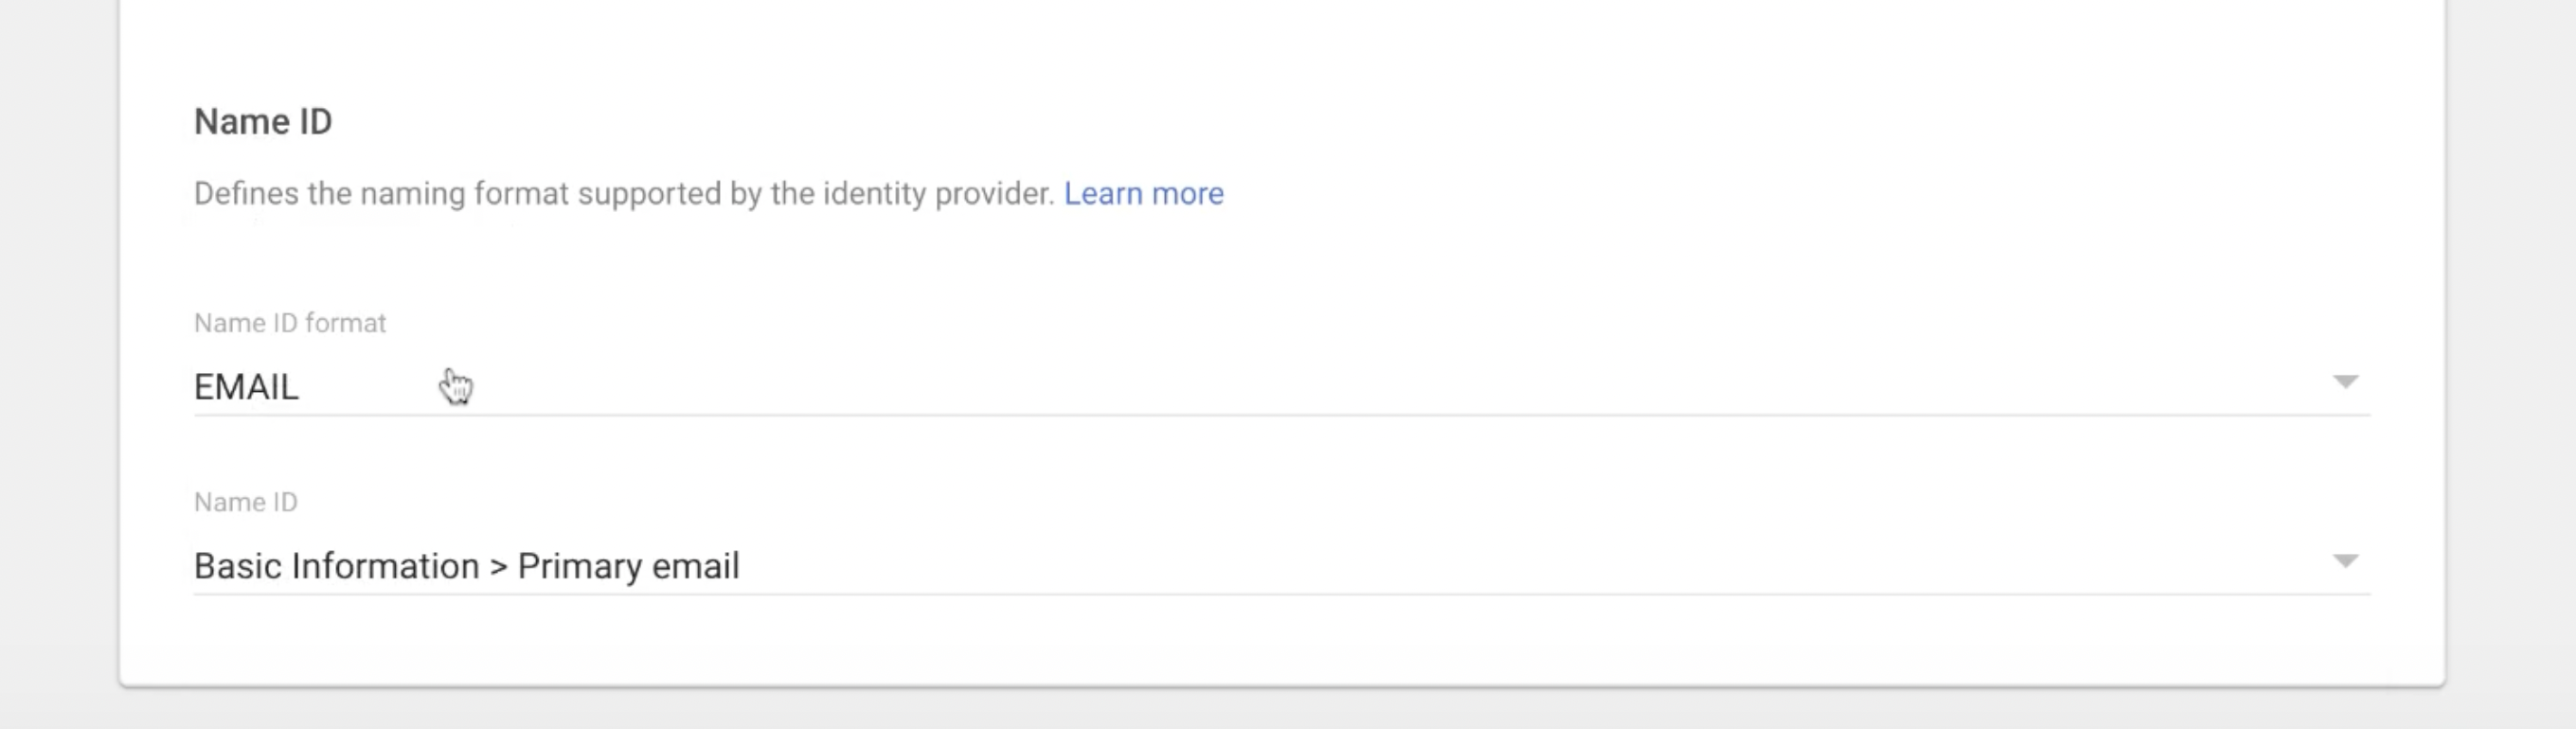 Name ID
Defines the naming format supported by the identity provider. Learn more
Name ID format
EMAIL
Name ID
Basic Information > Primary email